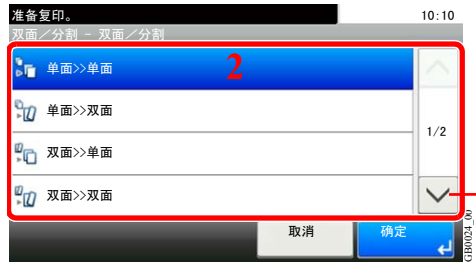 准备复印。 10:10
双面／分割 - 双面／分割
单面>>单面 2
单面>>双面
1/2
双面>>单面
双面>>双面
取消 确定
GB0024_00